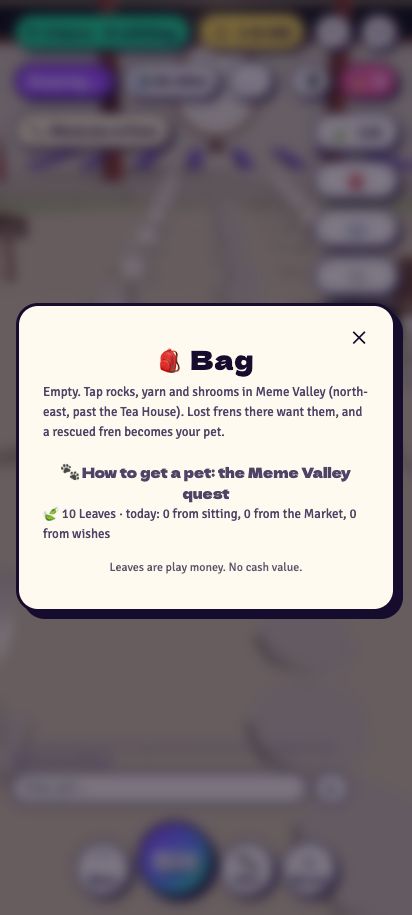 🎒 Bag
Empty. Tap rocks, yarn and shrooms in Meme Valley (north-
east, past the Tea House). Lost frens there want them, and
a rescued fren becomes your pet.
🐾 How to get a pet: the Meme Valley
quest
🍃 10 Leaves · today: 0 from sitting, 0 from the Market, 0
from wishes
Leaves are play money. No cash value.